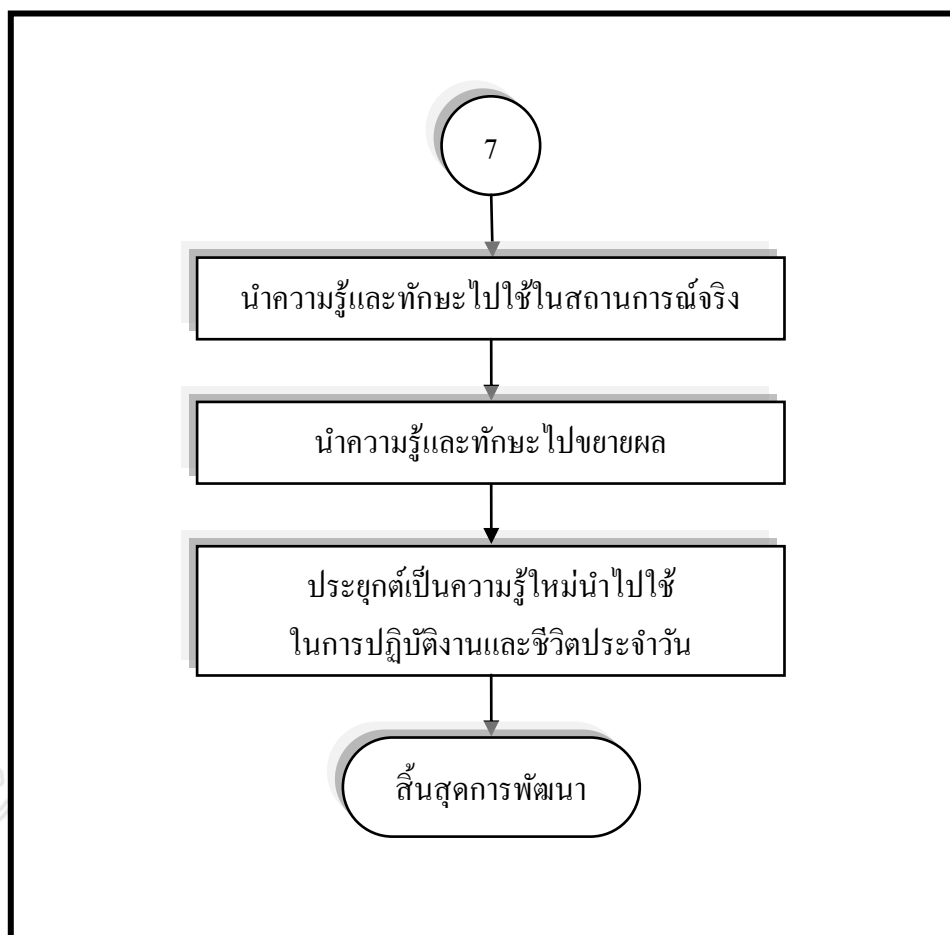 7
นำความรู้และทักษะไปใช้ในสถานการณ์จริง
นำความรู้และทักษะไปขยายผล
ประยุกต์เป็นความรู้ใหม่นำไปใช้
ในการปฏิบัติงานและชีวิตประจำวัน
สิ้นสุดการพัฒนา